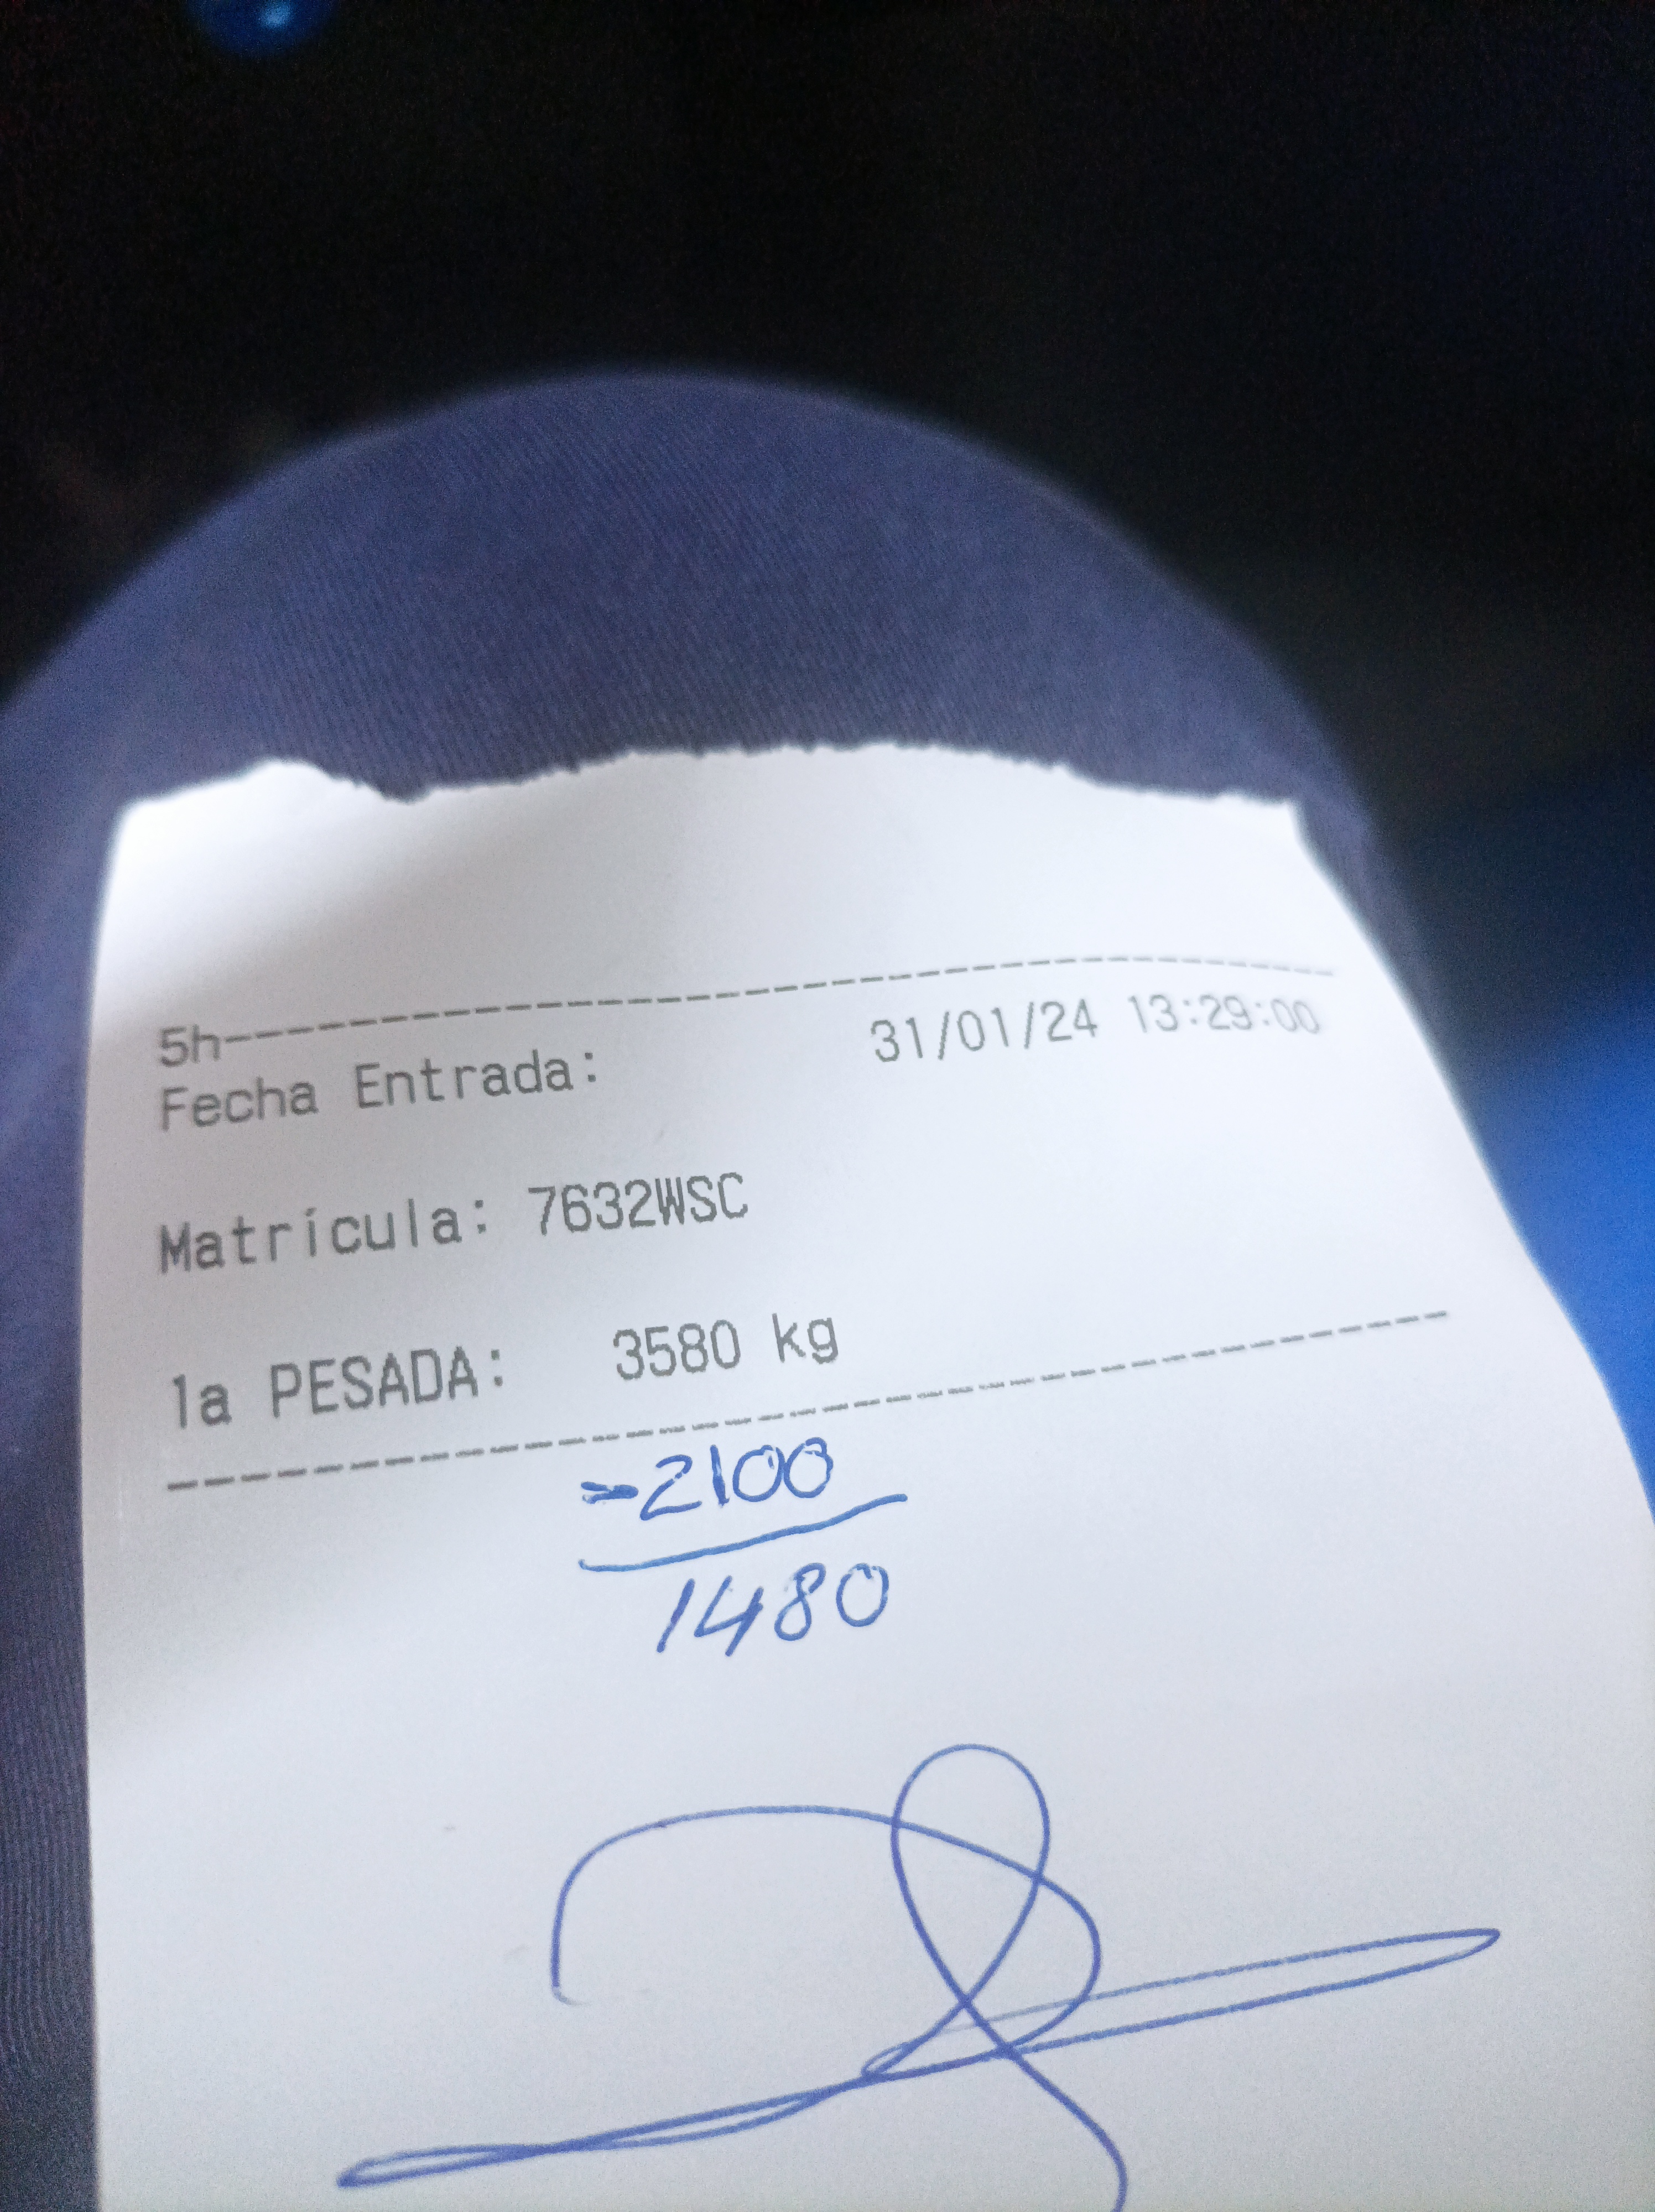 5h------------------------------------
Fecha Entrada: 31/01/24 13:29:00
Matrícula: 7632WSC
1a PESADA: 3580 kg
-----------------------------------
-2100
1480